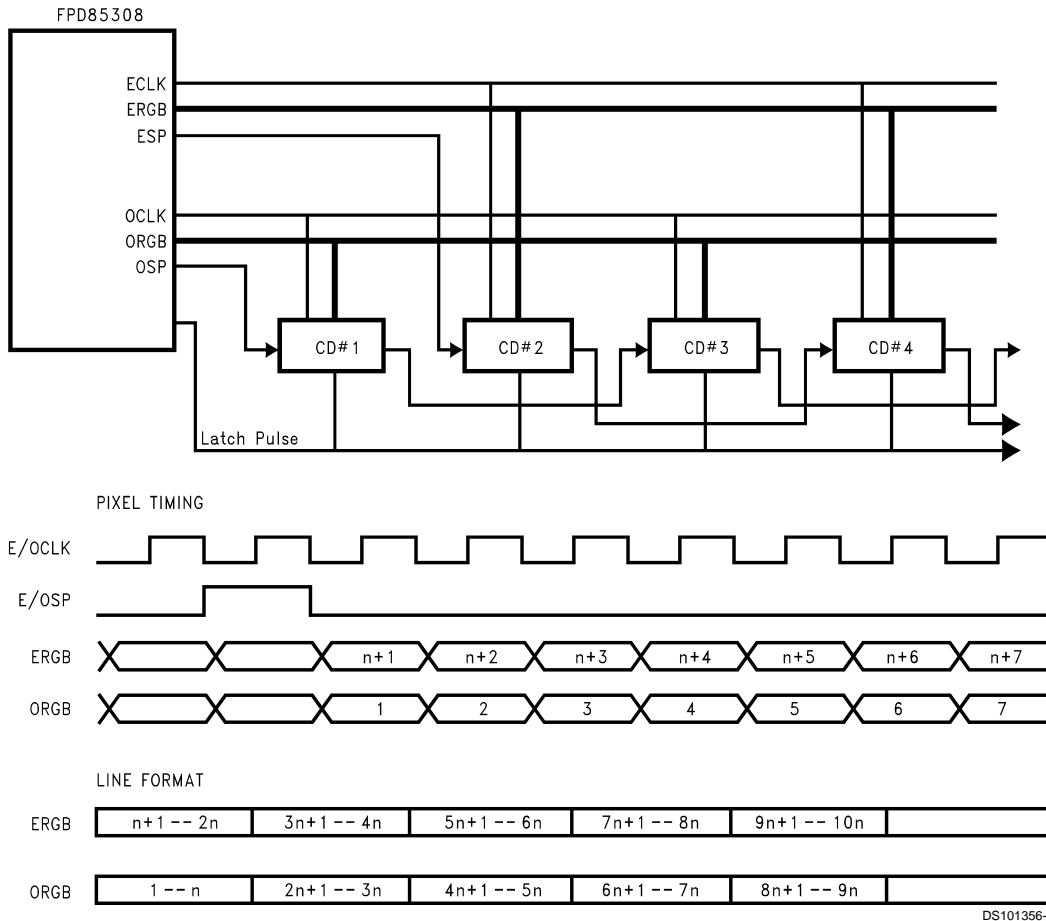 FPD85308
ECLK
ERGB
ESP
OCLK
ORGB
OSP
CD#1
CD#2
CD#3
CD#4
Latch Pulse
PIXEL TIMING
E/OCLK
E/OSP
ERGB n+1 n+2 n+3 n+4 n+5 n+6 n+7
ORGB 1 2 3 4 5 6 7
LINE FORMAT
ERGB n+1 -- 2n 3n+1 -- 4n 5n+1 -- 6n 7n+1 -- 8n 9n+1 -- 10n
ORGB 1 -- n 2n+1 -- 3n 4n+1 -- 5n 6n+1 -- 7n 8n+1 -- 9n
DS101356-